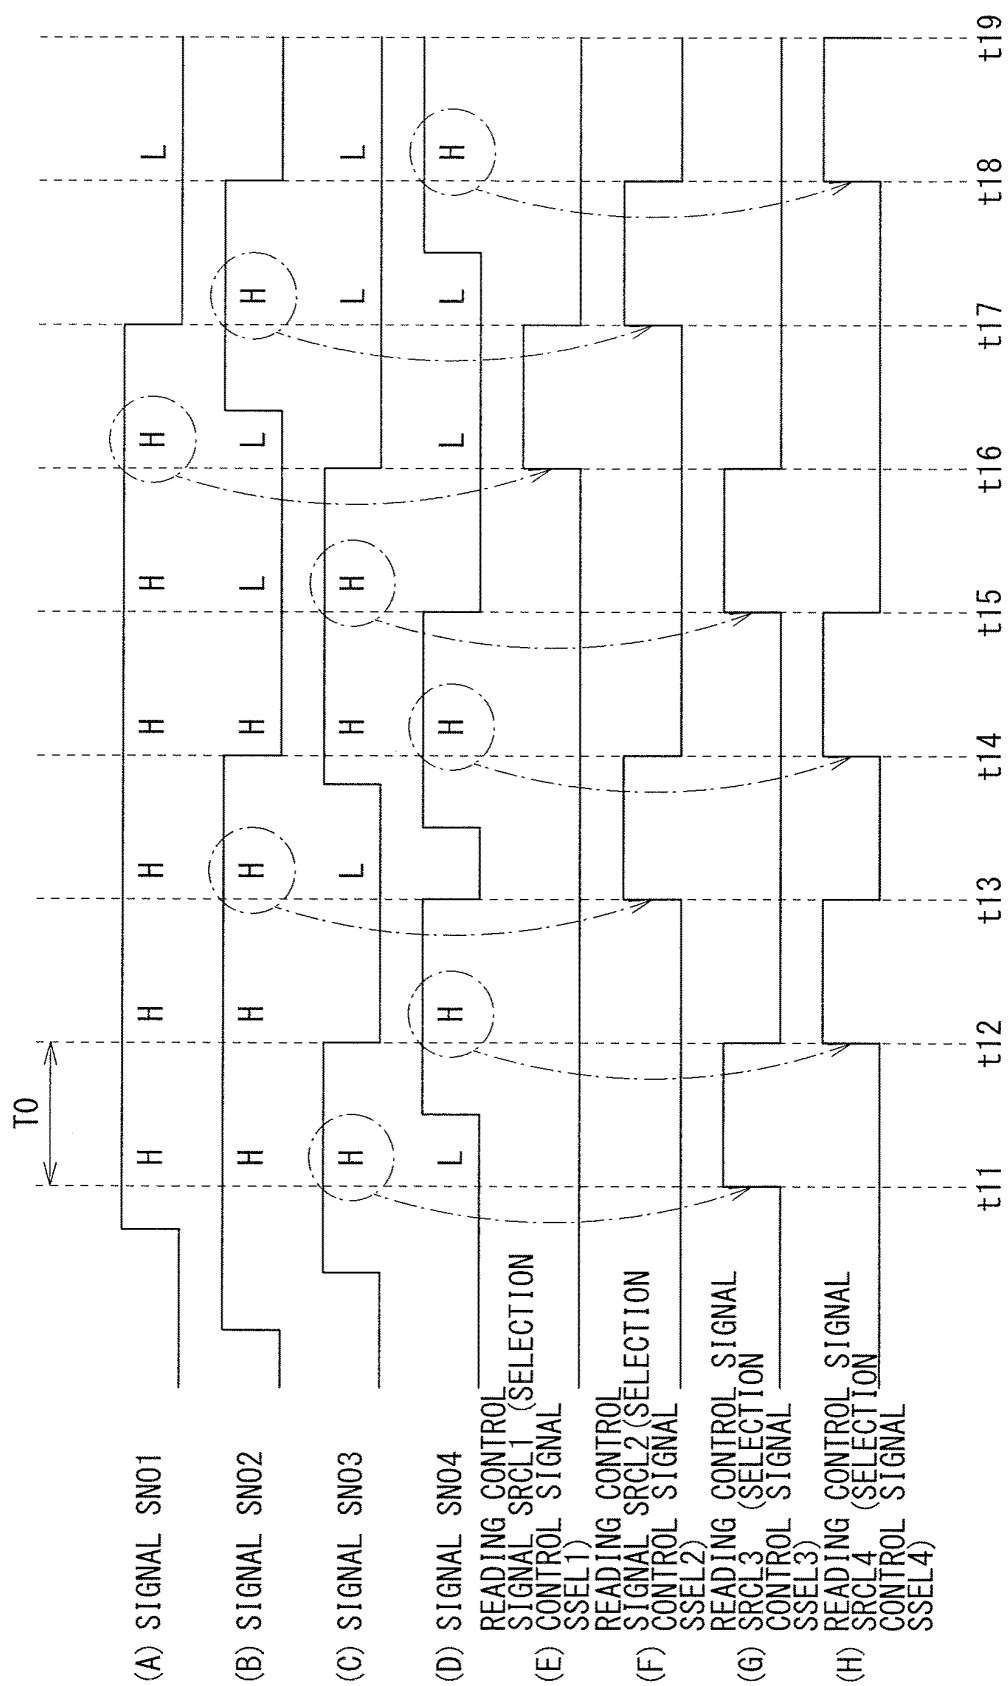 T0
(A) SIGNAL SN01 H H H H H H L
(B) SIGNAL SN02 H H H H L L H
(C) SIGNAL SN03 H L H H L L
(D) SIGNAL SN04 L H H L L H
READING CONTROL
SIGNAL SRCL1 (SELECTION
(E) CONTROL SIGNAL
SSEL1)
READING CONTROL
SIGNAL SRCL2(SELECTION
(F) CONTROL SIGNAL
SSEL2)
READING CONTROL SIGNAL
(G) SRCL3 (SELECTION
CONTROL SIGNAL
SSEL3)
READING CONTROL SIGNAL
(H) SRCL4 (SELECTION
CONTROL SIGNAL
SSEL4)
t11 t12 t13 t14 t15 t16 t17 t18 t19